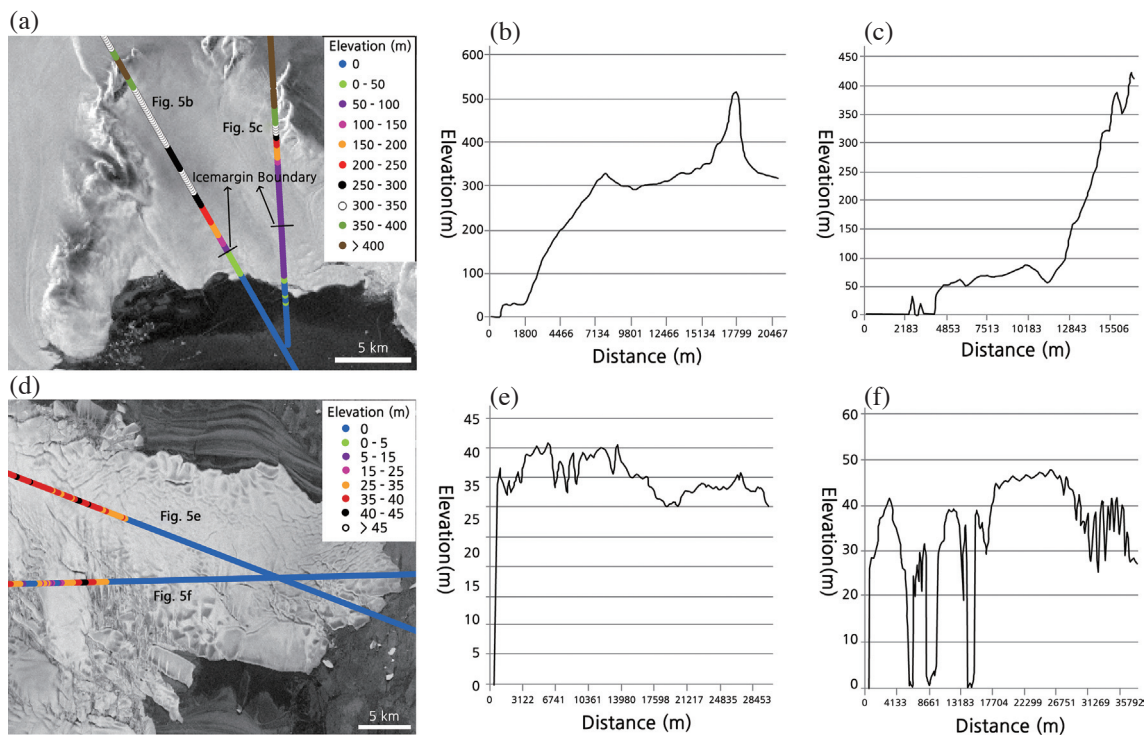 (a)
Elevation (m)
0
0 - 50
50 - 100
100 - 150
150 - 200
200 - 250
250 - 300
300 - 350
350 - 400
> 400
Fig. 5b
Fig. 5c
Icemargin Boundary
5 km
(b)
600
500
400
300
200
100
0
Elevation(m)
0 1800 4466 7134 9801 12466 15134 17799 20467
Distance (m)
(c)
450
400
350
300
250
200
150
100
50
0
Elevation(m)
0 2183 4853 7513 10183 12843 15506
Distance (m)
(d)
Elevation (m)
0
0 - 5
5 - 15
15 - 25
25 - 35
35 - 40
40 - 45
> 45
Fig. 5e
Fig. 5f
5 km
(e)
45
40
35
35
25
22
20
13
10
5
5
0
Elevation(m)
0 3122 6741 10361 13980 17598 21217 24837 28453
Distance (m)
(f)
60
50
40
30
20
10
0
Elevation(m)
0 4133 8661 13183 17704 22299 26751 31269 35792
Distance (m)